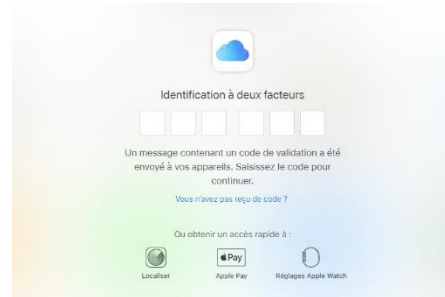 Identification à deux facteurs
Un message contenant un code de validation a été
envoyé à vos appareils. Saisissez le code pour
continuer.
Vous n'avez pas reçu de code ?
Ou obtenir un accès rapide à :
Pay
Localiser
Apple Pay
Réglages Apple Watch